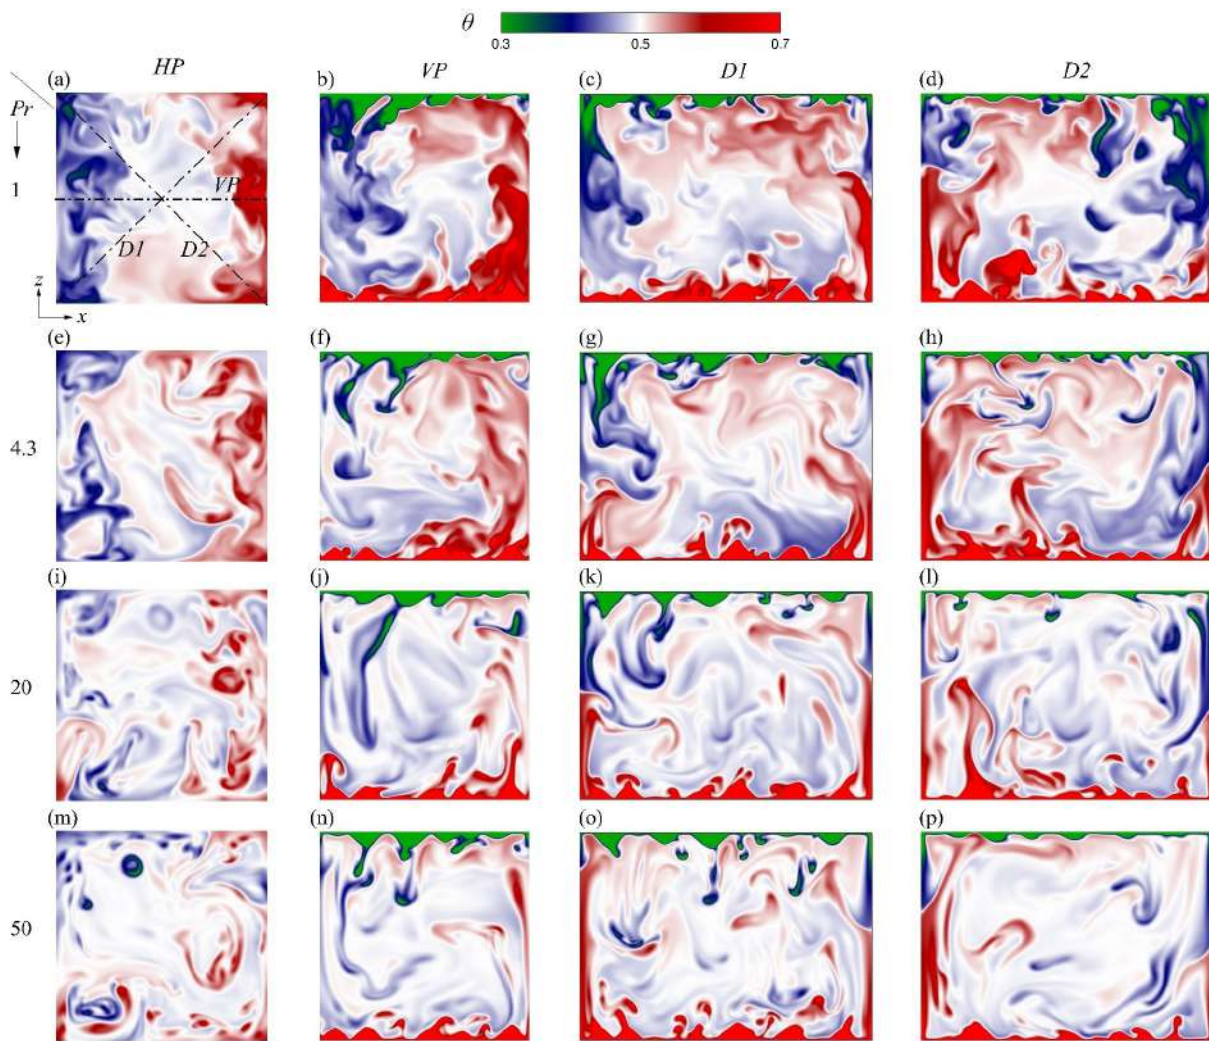 θ
0.3 0.5 0.7
HP VP D1 D2
(a) (b) (c) (d)
Pr
1
VP
D1 D2
z
x
(e) (f) (g) (h)
4.3
(i) (j) (k) (l)
20
(m) (n) (o) (p)
50